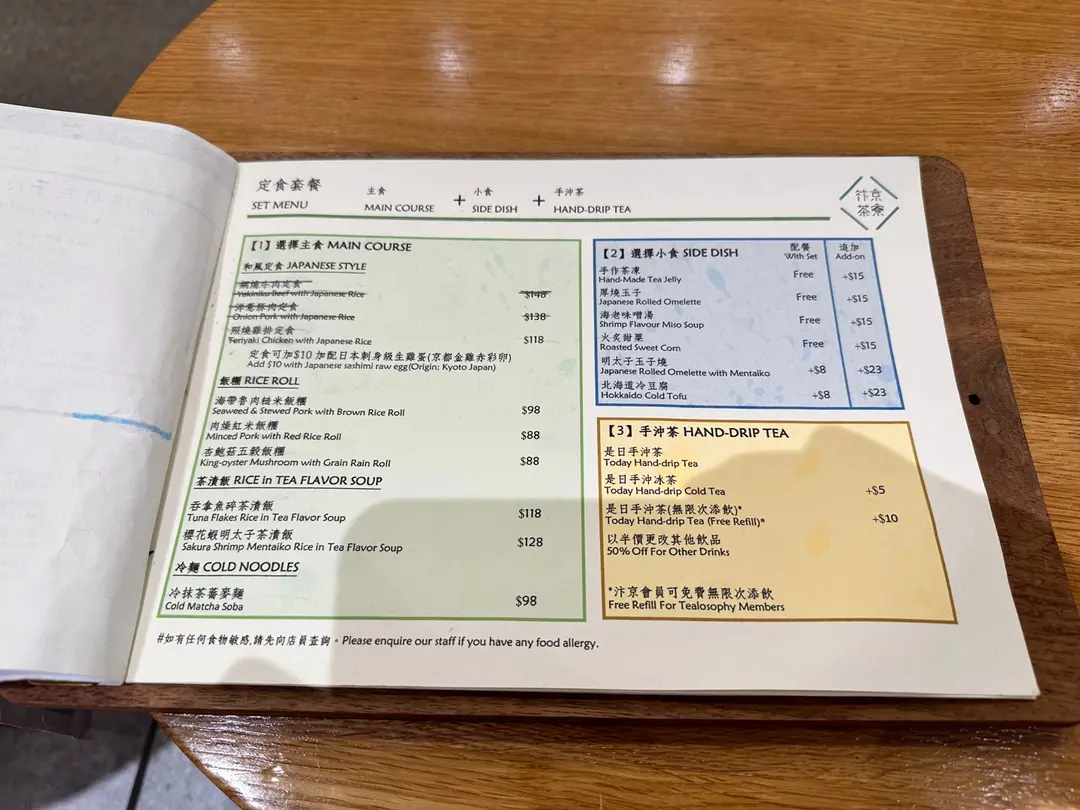 定食套餐
SET MENU
主食
MAIN COURSE
+
小食
SIDE DISH
+
手沖茶
HAND-DRIP TEA
汴京
茶寮
【1】選擇主食 MAIN COURSE
和風定食 JAPANESE STYLE
燒牛肉定食
Yakiniku Beef with Japanese Rice $148
洋蔥豚肉定食
Onion Pork with Japanese Rice $138
照燒雞排定食
Teriyaki Chicken with Japanese Rice $118
定食可加$10 加配日本刺身級生雞蛋(京都金雞赤彩卵)
Add $10 with Japanese sashimi raw egg(Origin: Kyoto Japan)
飯糰 RICE ROLL
海帶魯肉糙米飯糰
Seaweed & Stewed Pork with Brown Rice Roll $98
肉燥紅米飯糰
Minced Pork with Red Rice Roll $88
杏鮑菇五穀飯糰
King-oyster Mushroom with Grain Rain Roll $88
茶漬飯 RICE in TEA FLAVOR SOUP
吞拿魚碎茶漬飯
Tuna Flakes Rice in Tea Flavor Soup $118
櫻花蝦明太子茶漬飯
Sakura Shrimp Mentaiko Rice in Tea Flavor Soup $128
冷麵 COLD NOODLES
冷抹茶蕎麥麵
Cold Matcha Soba $98
【2】選擇小食 SIDE DISH 配餐 With Set 追加 Add-on
手作茶凍
Hand-Made Tea Jelly Free +$15
厚燒玉子
Japanese Rolled Omelette Free +$15
海老味噌湯
Shrimp Flavour Miso Soup Free +$15
火炙甜粟
Roasted Sweet Corn Free +$15
明太子玉子燒
Japanese Rolled Omelette with Mentaiko +$8 +$23
北海道冷豆腐
Hokkaido Cold Tofu +$8 +$23
【3】手沖茶 HAND-DRIP TEA
是日手沖茶
Today Hand-drip Tea
是日手沖冰茶
Today Hand-drip Cold Tea +$5
是日手沖茶(無限次添飲)*
Today Hand-drip Tea (Free Refill)* +$10
以半價更改其他飲品
50% Off For Other Drinks
*汴京會員可免費無限次添飲
Free Refill For Tealosophy Members
#如有任何食物敏感,請先向店員查詢。Please enquire our staff if you have any food allergy.